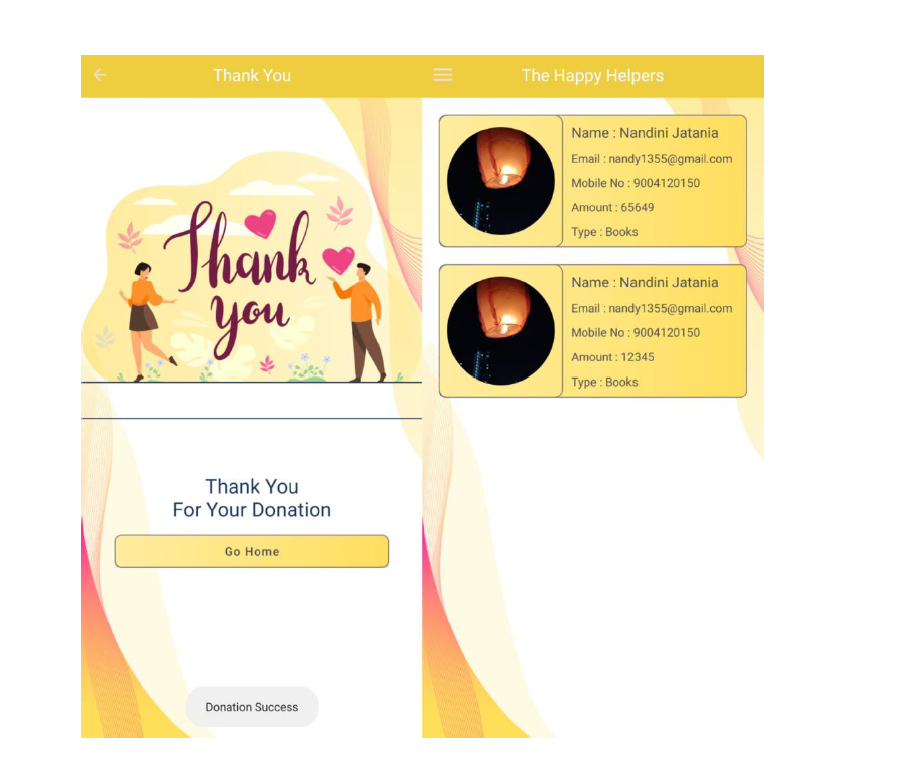 Thank You
Thank
you
Thank You
For Your Donation
Go Home
Donation Success
The Happy Helpers
Name : Nandini Jatania
Email : nandy1355@gmail.com
Mobile No : 9004120150
Amount : 65649
Type : Books
Name : Nandini Jatania
Email : nandy1355@gmail.com
Mobile No : 9004120150
Amount : 12345
Type : Books